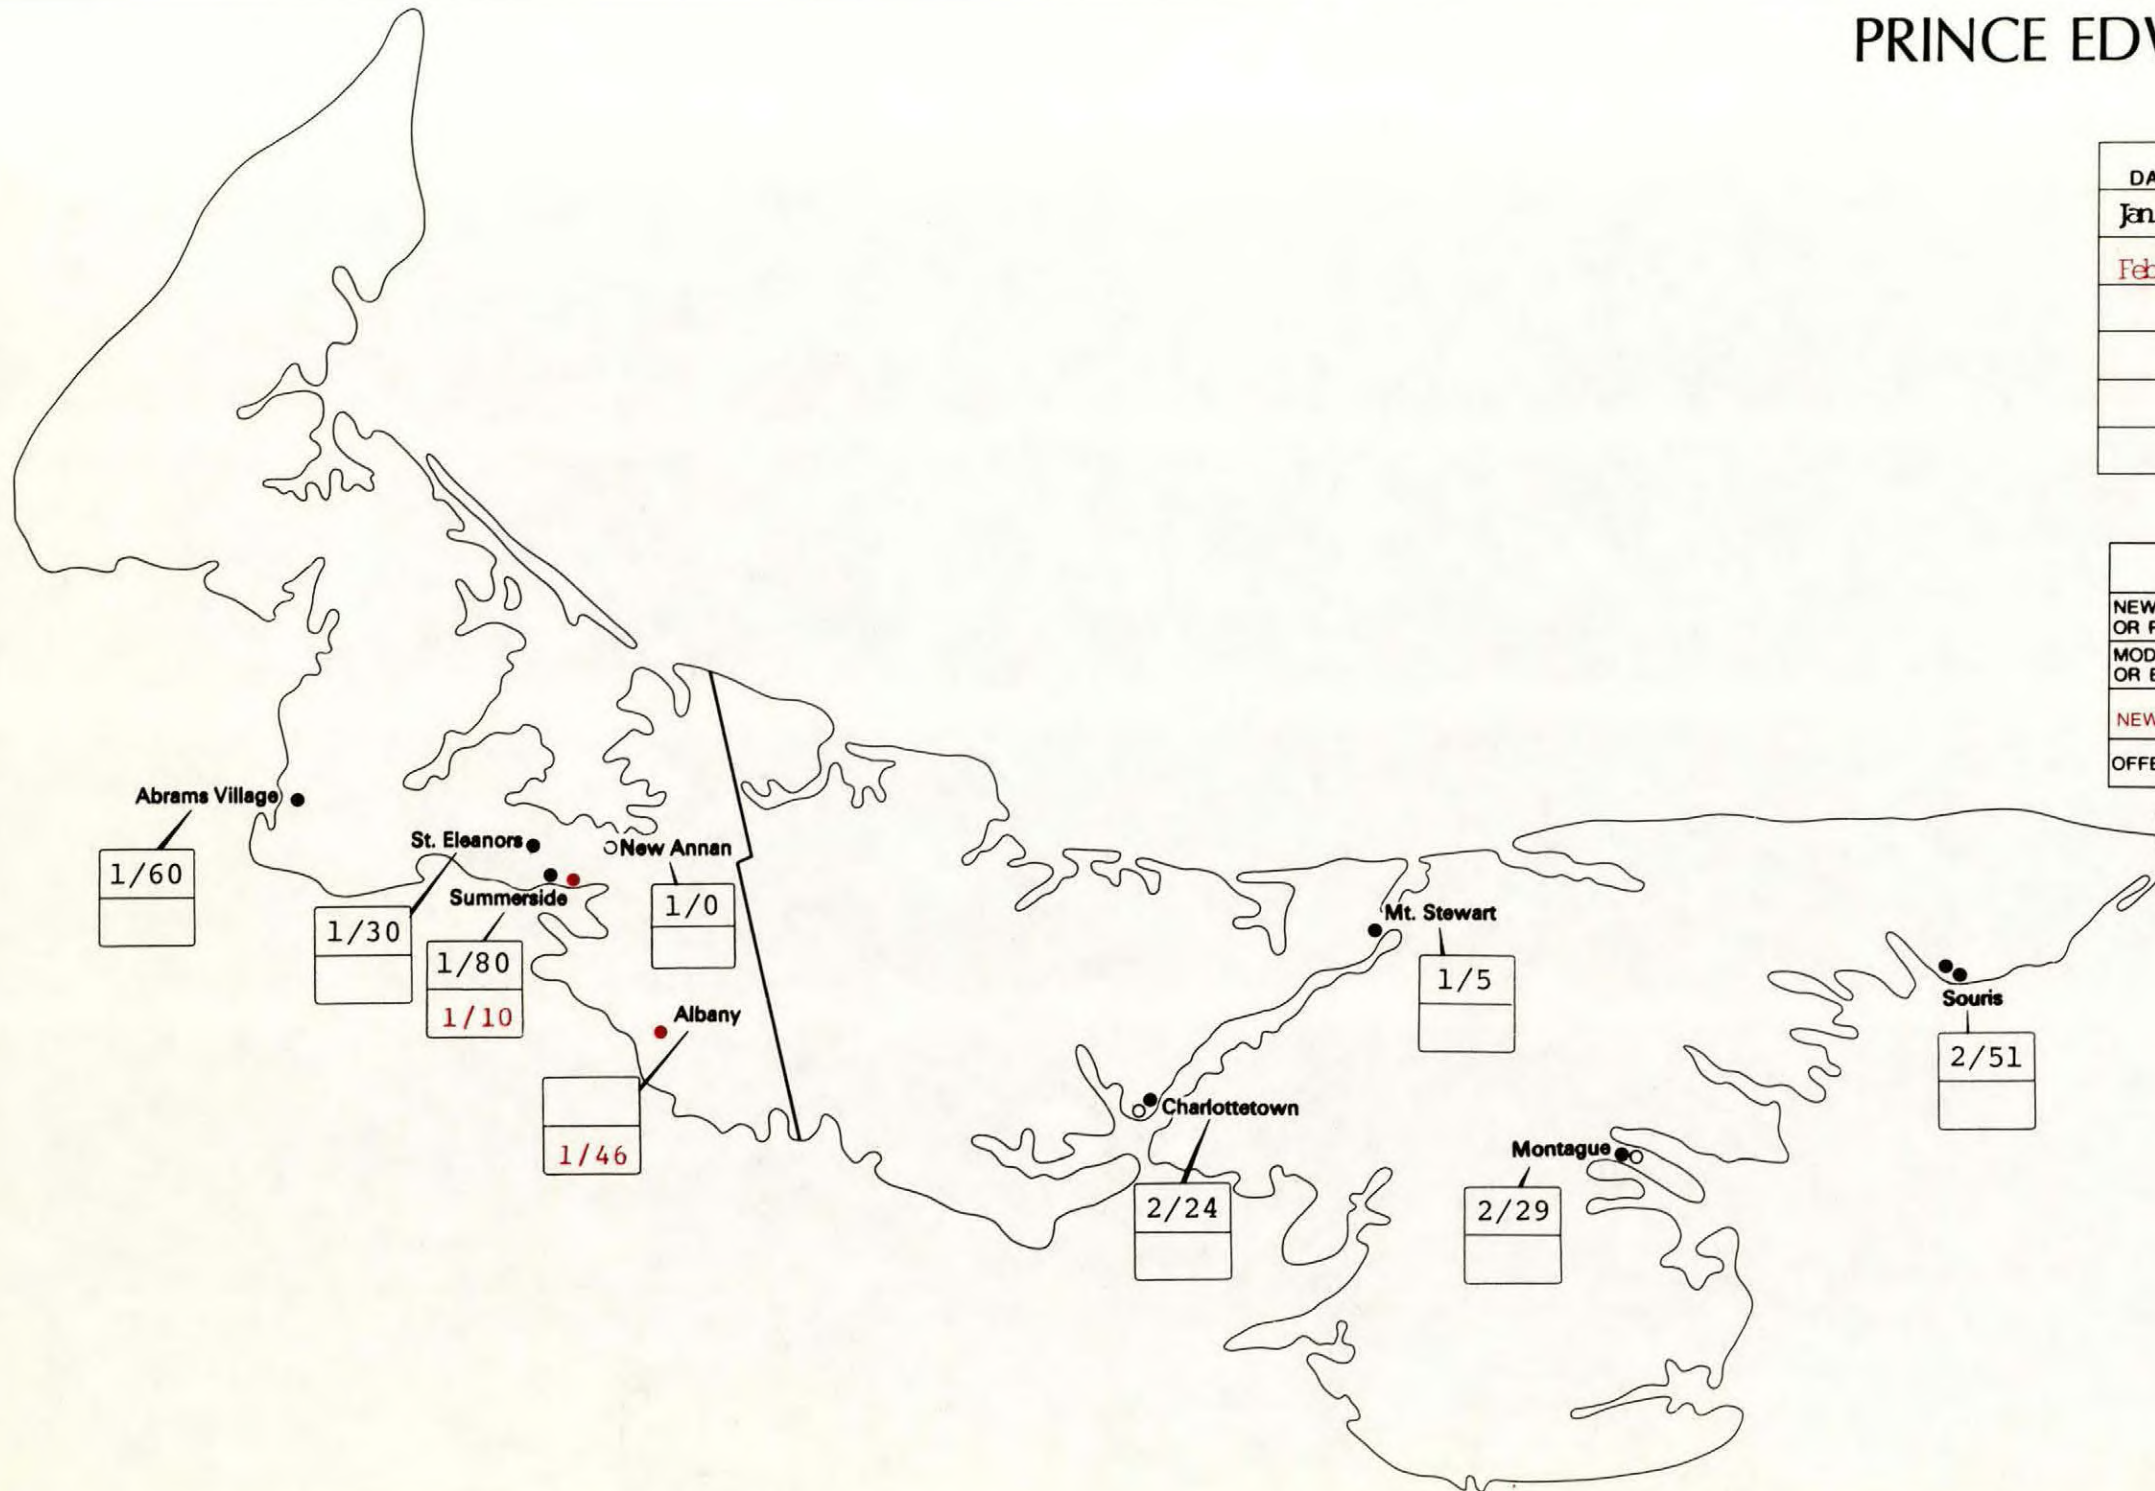 PRINCE EDW
DA
Jan.
Feb
NEW
OR R
MOD
OR E
NEW
OFFE
Abrams Village
1/60
St. Eleanors
1/30
Summerside
1/80
1/10
New Annan
1/0
Albany
1/46
Mt. Stewart
1/5
Charlottetown
2/24
Montague
2/29
Souris
2/51